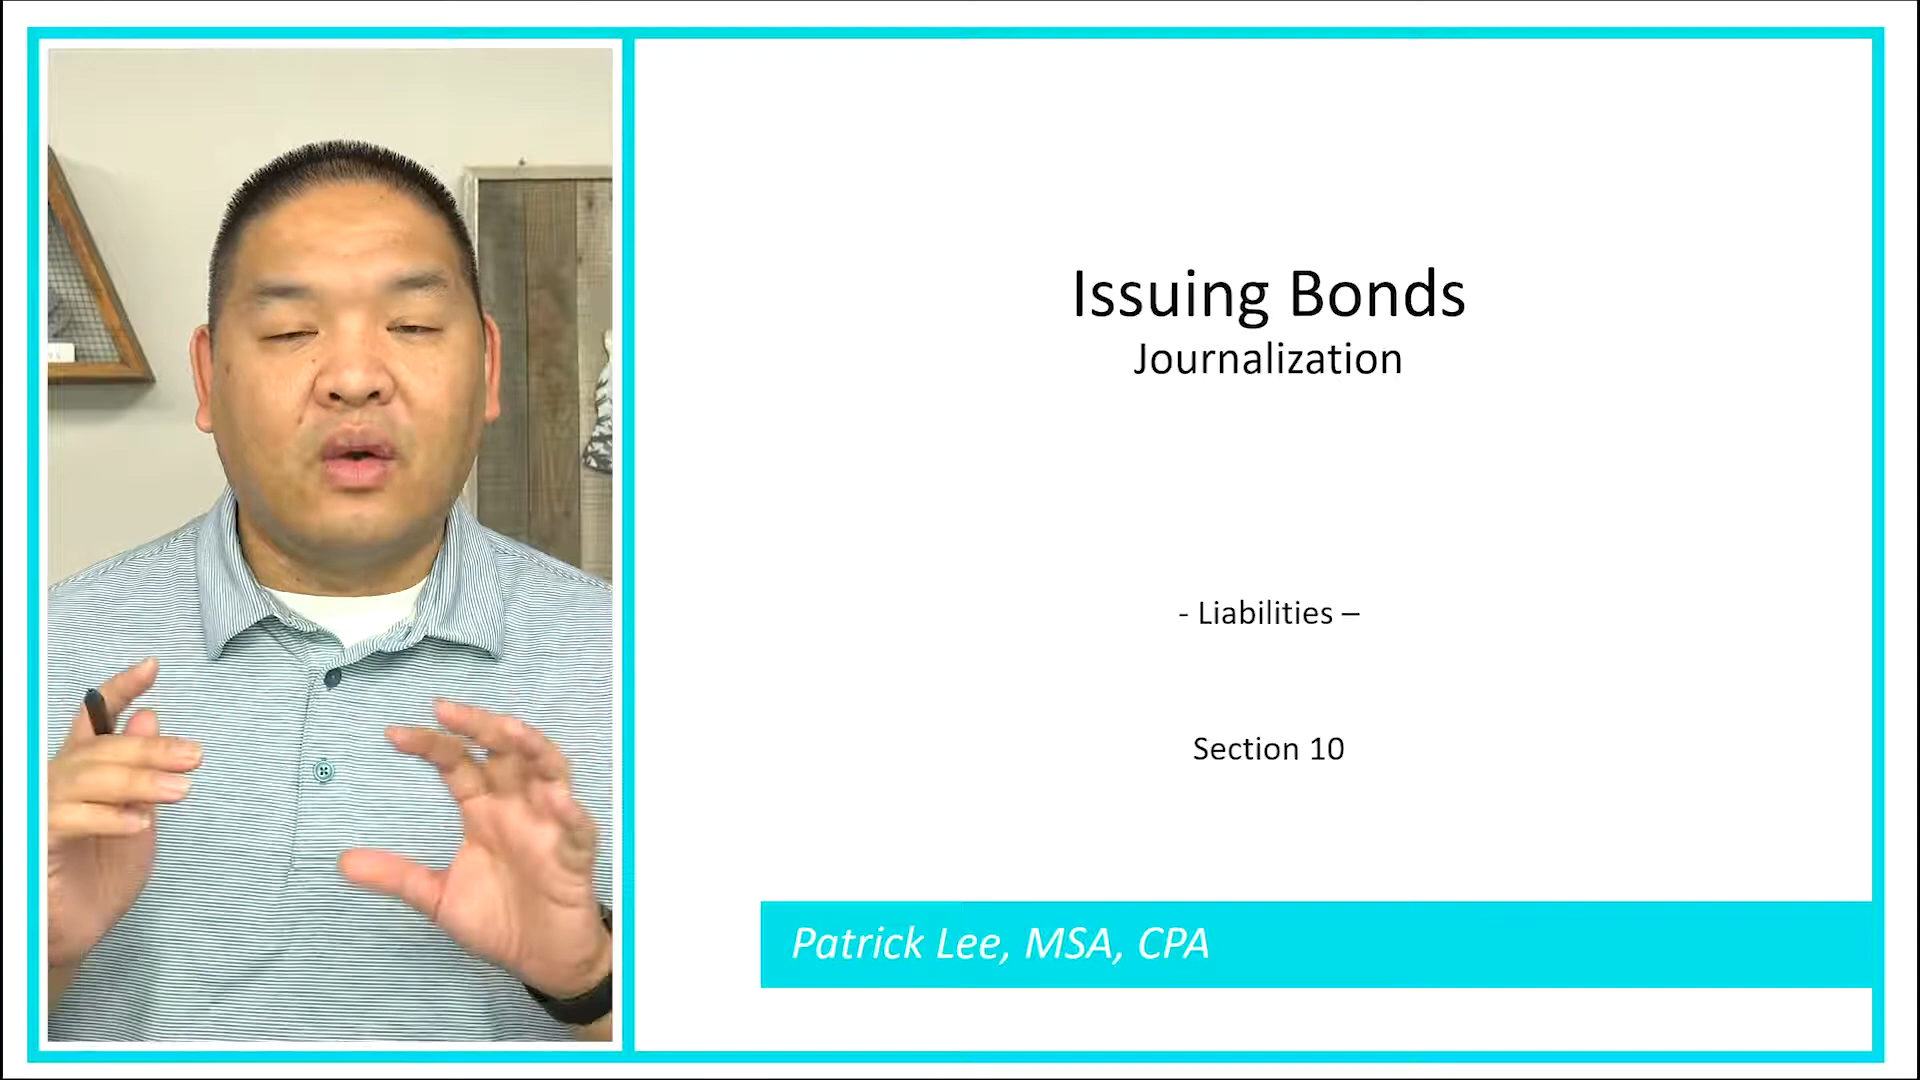 Issuing Bonds
Journalization
- Liabilities –
Section 10
Patrick Lee, MSA, CPA